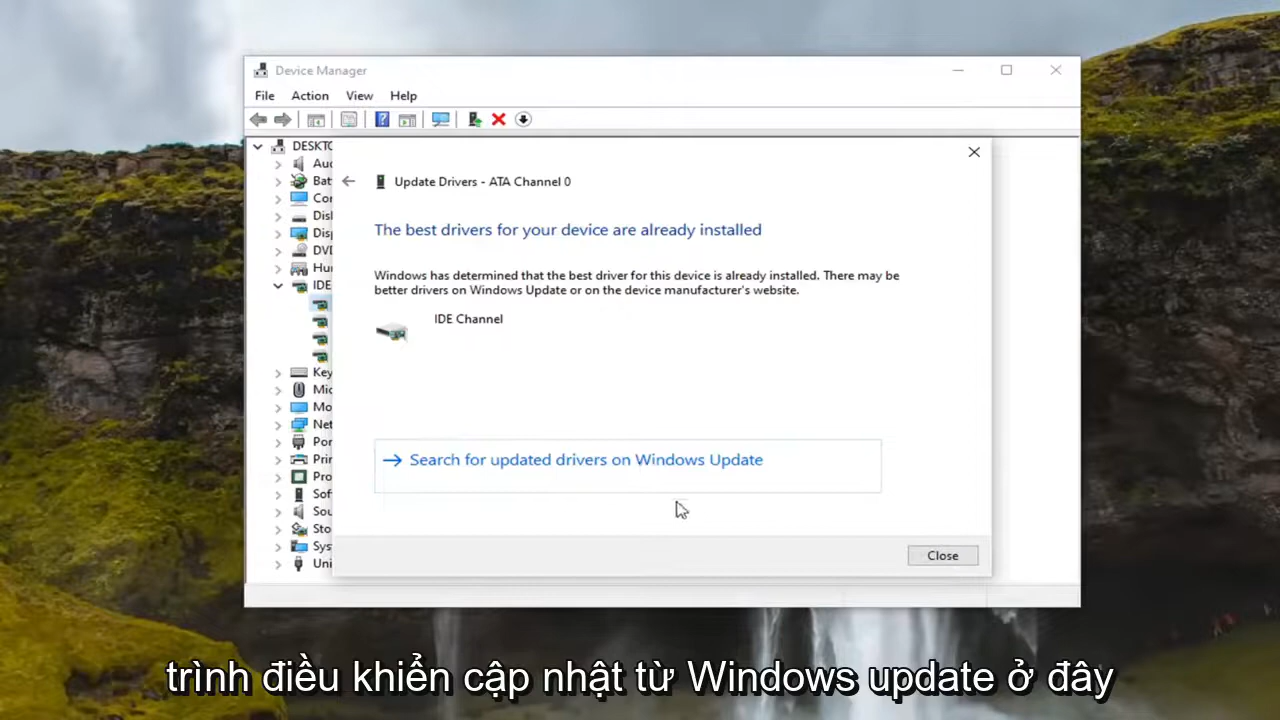 Device Manager
File Action View Help
DESKTO
Auc
Bat
Cor
Disl
Disp
DVD
Hur
IDE
Key
Mic
Mo
Net
Por
Prin
Pro
Sof
Sou
Sto
Sys
Uni
Update Drivers - ATA Channel 0
The best drivers for your device are already installed
Windows has determined that the best driver for this device is already installed. There may be
better drivers on Windows Update or on the device manufacturer's website.
IDE Channel
Search for updated drivers on Windows Update
Close
trình điều khiển cập nhật từ Windows update ở đây